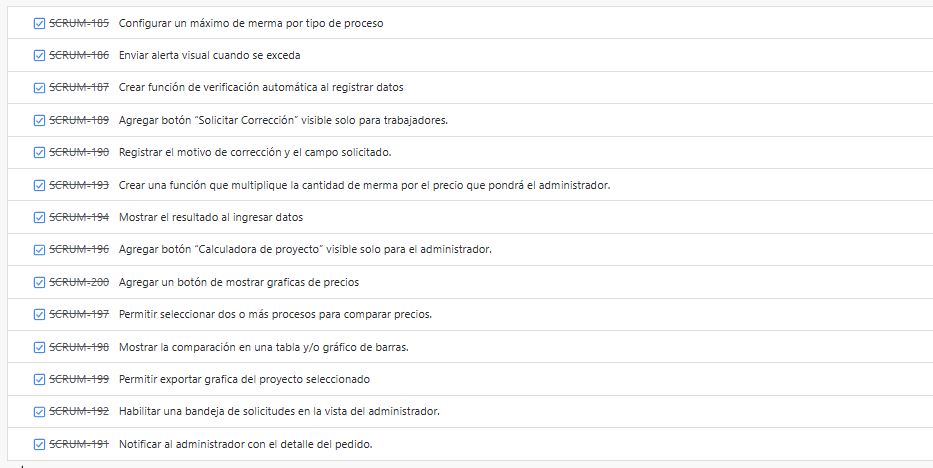 SCRUM-185 Configurar un máximo de merma por tipo de proceso
SCRUM-186 Enviar alerta visual cuando se exceda
SCRUM-187 Crear función de verificación automática al registrar datos
SCRUM-189 Agregar botón “Solicitar Corrección” visible solo para trabajadores.
SCRUM-190 Registrar el motivo de corrección y el campo solicitado.
SCRUM-193 Crear una función que multiplique la cantidad de merma por el precio que pondrá el administrador.
SCRUM-194 Mostrar el resultado al ingresar datos
SCRUM-196 Agregar botón “Calculadora de proyecto” visible solo para el administrador.
SCRUM-200 Agregar un botón de mostrar graficas de precios
SCRUM-197 Permitir seleccionar dos o más procesos para comparar precios.
SCRUM-198 Mostrar la comparación en una tabla y/o gráfico de barras.
SCRUM-199 Permitir exportar grafica del proyecto seleccionado
SCRUM-192 Habilitar una bandeja de solicitudes en la vista del administrador.
SCRUM-191 Notificar al administrador con el detalle del pedido.